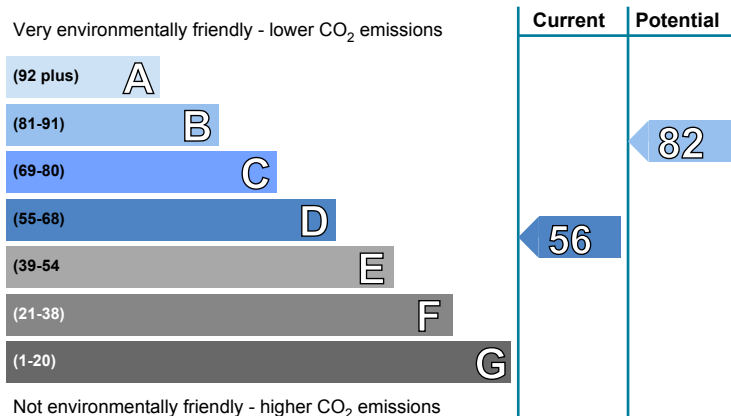 Very environmentally friendly - lower CO2 emissions
Current
Potential
(92 plus) A
(81-91) B
82
(69-80) C
(55-68) D
56
(39-54 E
(21-38) F
(1-20) G
Not environmentally friendly - higher CO2 emissions